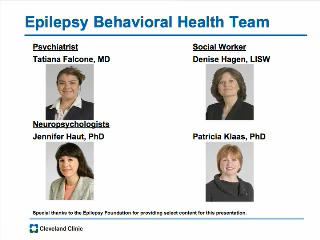 Epilepsy Behavioral Health Team
Psychiatrist
Tatiana Falcone, MD
Social Worker
Denise Hagen, LISW
Neuropsychologists
Jennifer Haut, PhD
Patricia Klaas, PhD
Special thanks to the Epilepsy Foundation for providing select content for this presentation.
Cleveland Clinic